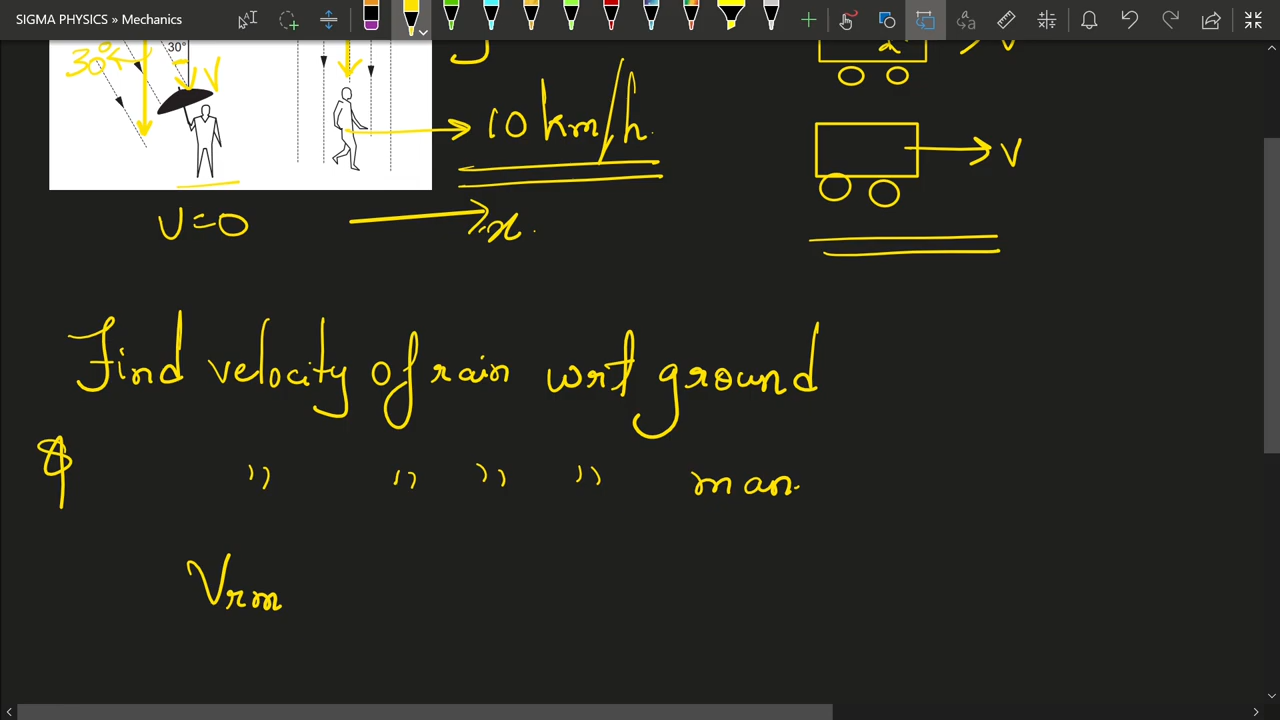 SIGMA PHYSICS » Mechanics
30°
30°
V
V
10 km/h.
V
V=0
x.
Find velocity of rain wrt ground
& " " " " man.
Vrm